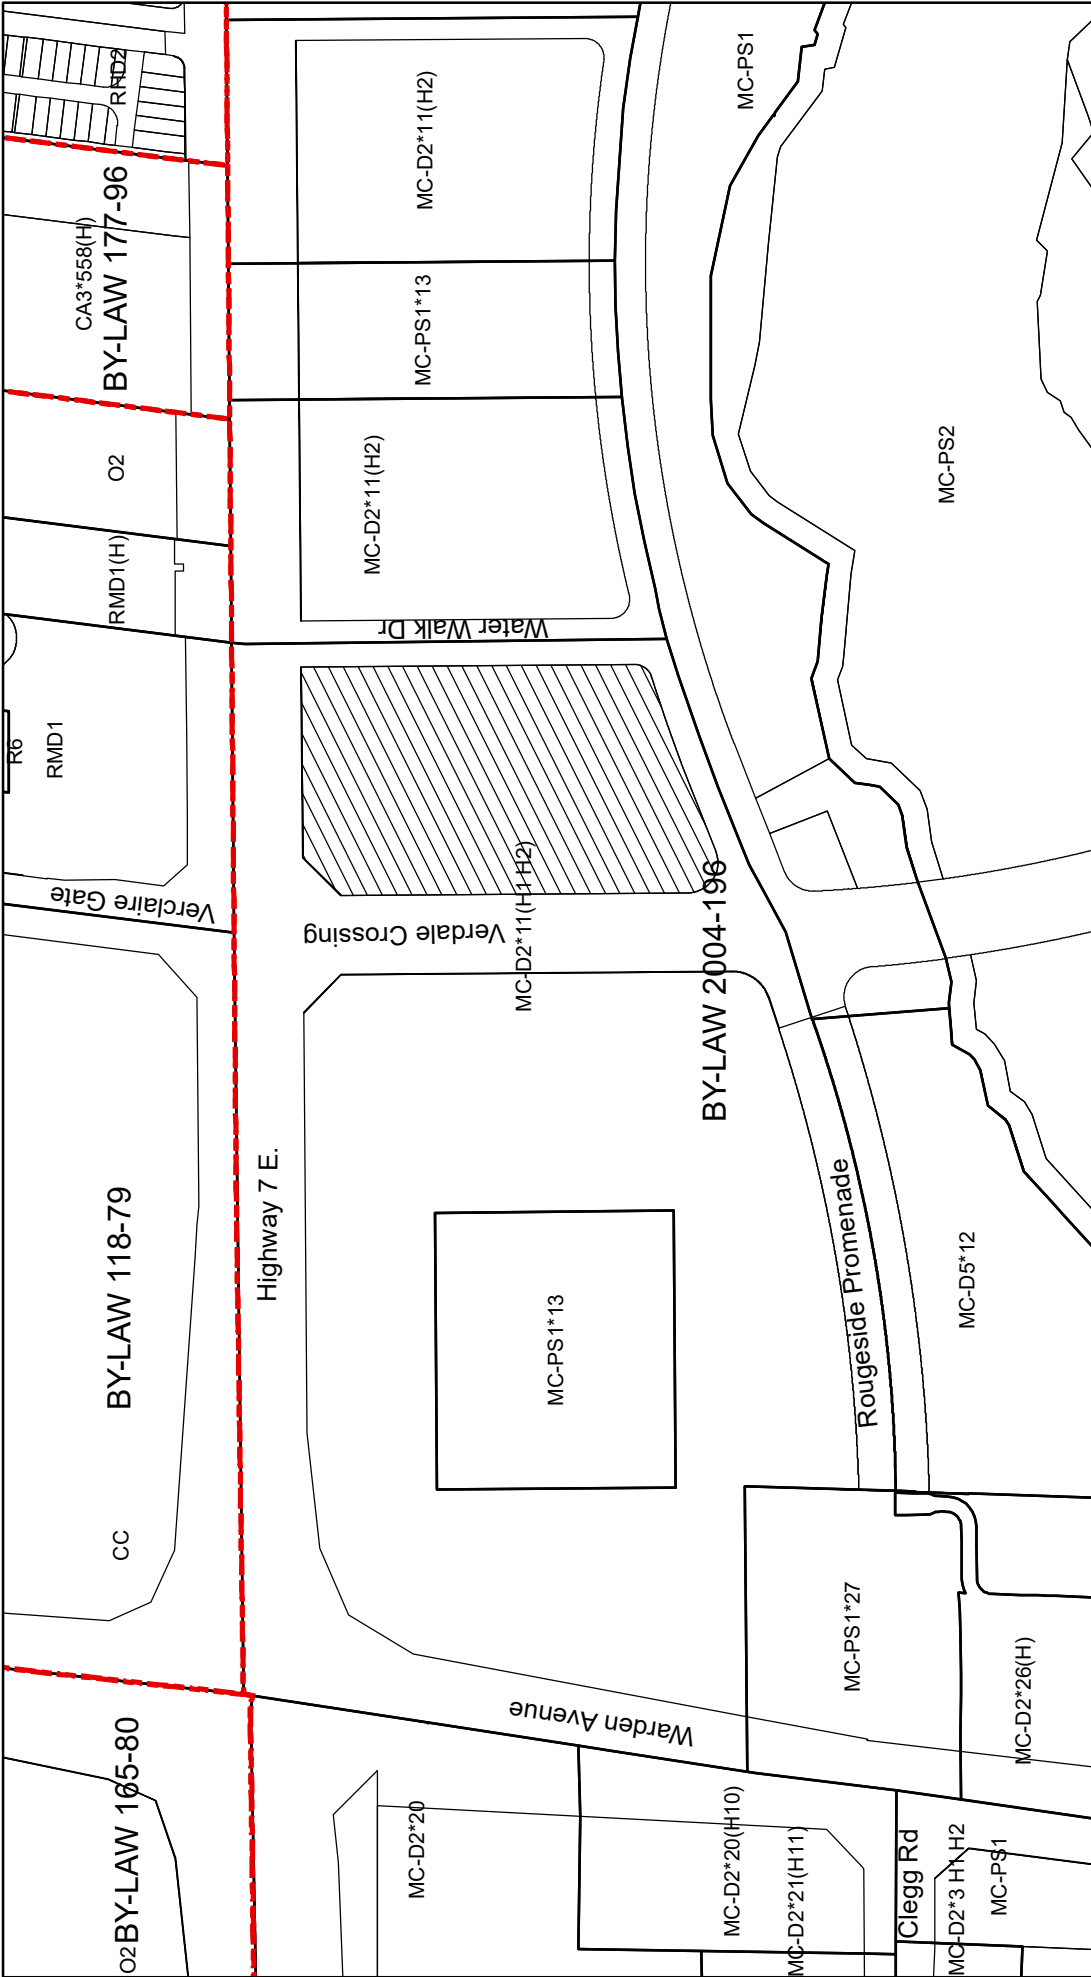 RND2
CA3*558(H)
BY-LAW 177-96
O2
RMD1(H)
R6
RMD1
Verclaire Gate
BY-LAW 118-79
CC
O2
BY-LAW 165-80
Highway 7 E.
MC-D2*11(H2)
MC-PS1*13
MC-D2*11(H2)
Water Walk Dr
Verdale Crossing
MC-D2*11(H1 H2)
BY-LAW 2004-196
MC-PS1
MC-PS2
MC-PS1*13
Rougeside Promenade
MC-D5*12
MC-PS1*27
MC-D2*26(H)
Warden Avenue
MC-D2*20
MC-D2*20(H10)
MC-D2*21(H11)
Clegg Rd
MC-D2*3 H1 H2
MC-PS1